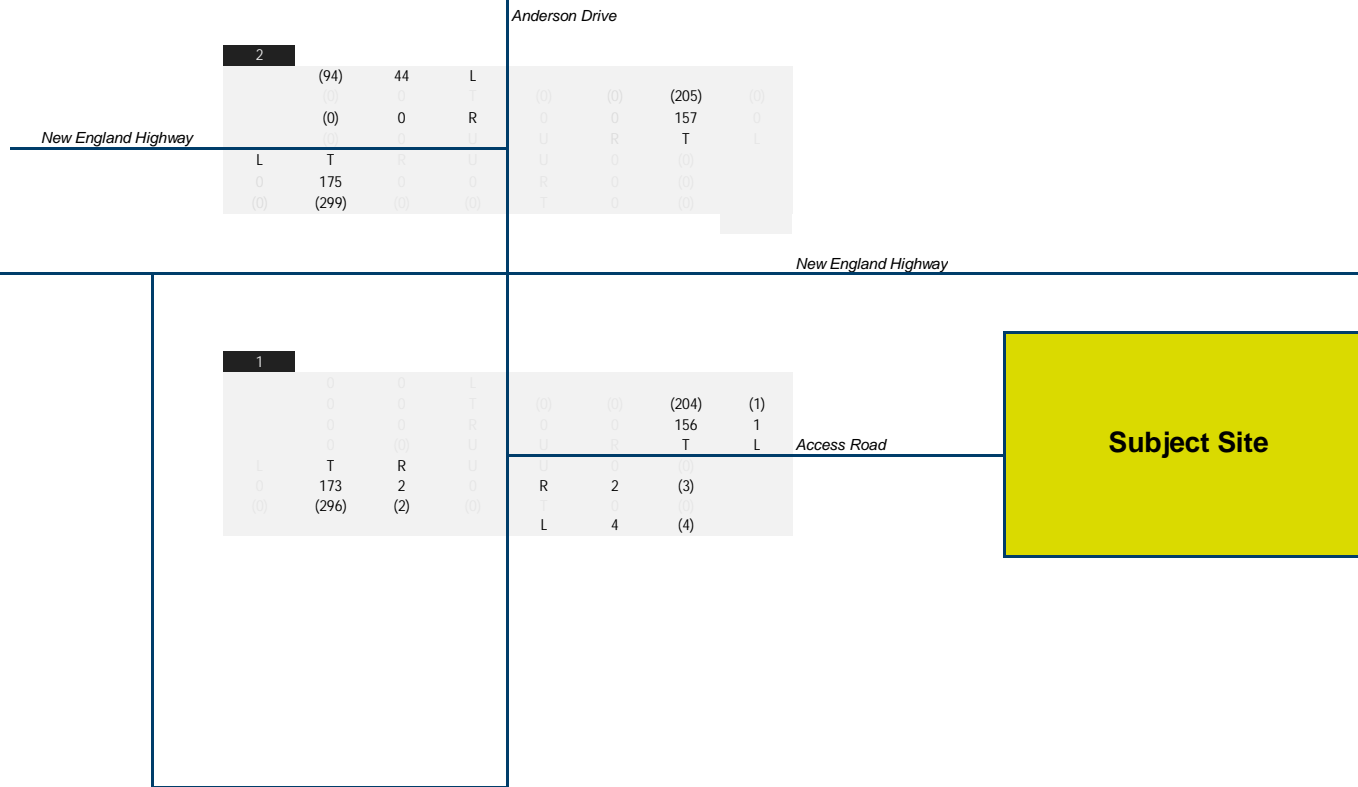 Anderson Drive
2
(94) 44 L
(0) 0 T (0) (0) (205) (0)
(0) 0 R 0 0 157 0
New England Highway (0) 0 U U R T L
L T R U U 0 (0)
0 175 0 0 R 0 (0)
(0) (299) (0) (0) T 0 (0)
New England Highway
1
0 0 L
0 0 T (0) (0) (204) (1)
0 0 R 0 0 156 1
0 (0) U U R T L Access Road Subject Site
L T R U U 0 (0)
0 173 2 0 R 2 (3)
(0) (296) (2) (0) T 0 (0)
L 4 (4)